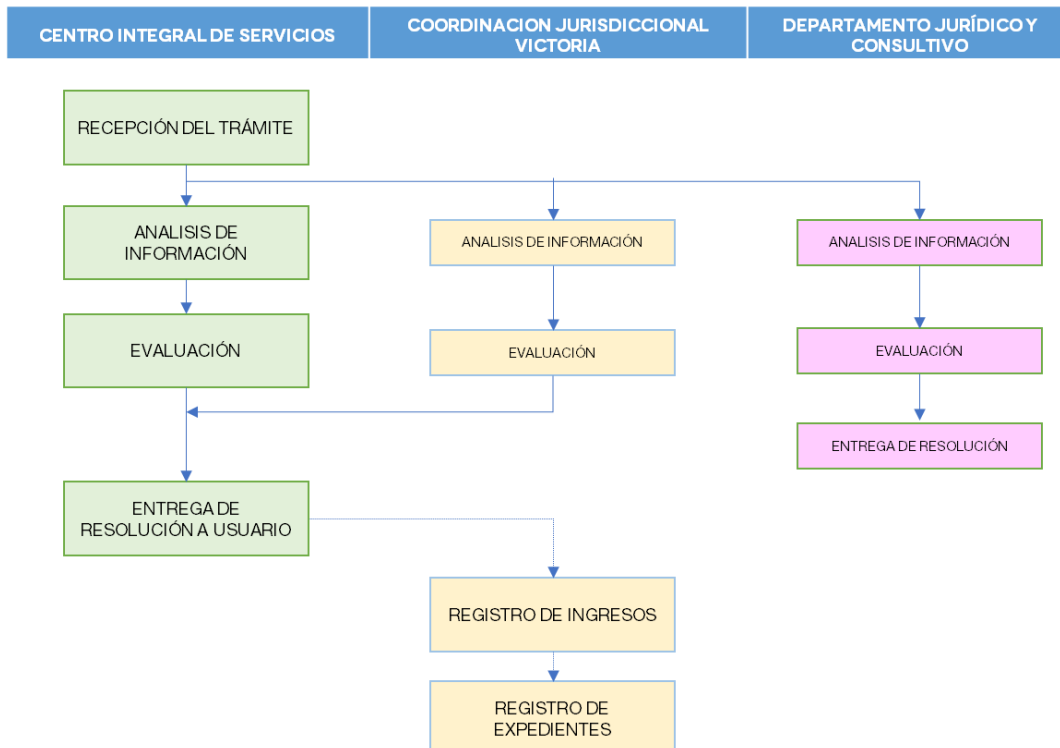 CENTRO INTEGRAL DE SERVICIOS
COORDINACION JURISDICCIONAL
VICTORIA
DEPARTAMENTO JURÍDICO Y
CONSULTIVO
RECEPCIÓN DEL TRÁMITE
ANALISIS DE
INFORMACIÓN
ANALISIS DE INFORMACIÓN
ANALISIS DE INFORMACIÓN
EVALUACIÓN
EVALUACIÓN
EVALUACIÓN
ENTREGA DE RESOLUCIÓN
ENTREGA DE
RESOLUCIÓN A USUARIO
REGISTRO DE INGRESOS
REGISTRO DE
EXPEDIENTES